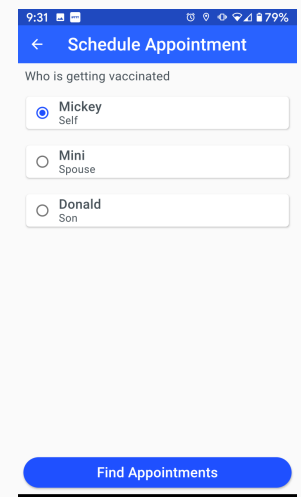 9:31 79%
Schedule Appointment
Who is getting vaccinated
Mickey
Self
Mini
Spouse
Donald
Son
Find Appointments